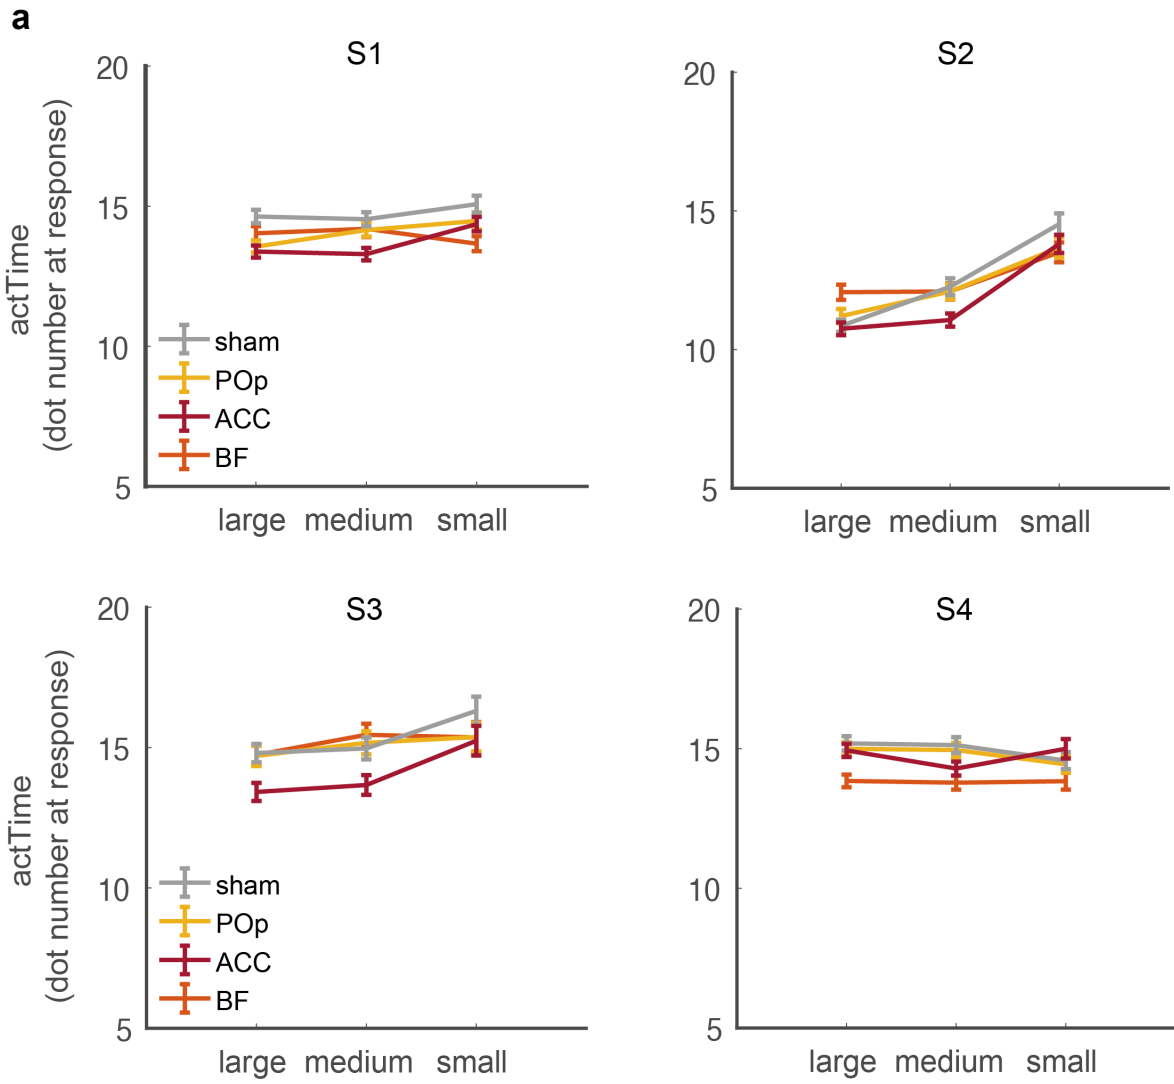 a
S1
20
15
10
5
actTime
(dot number at response)
sham
POp
ACC
BF
large medium small
S2
20
15
10
5
large medium small
S3
20
15
10
5
actTime
(dot number at response)
sham
POp
ACC
BF
large medium small
S4
20
15
10
5
large medium small